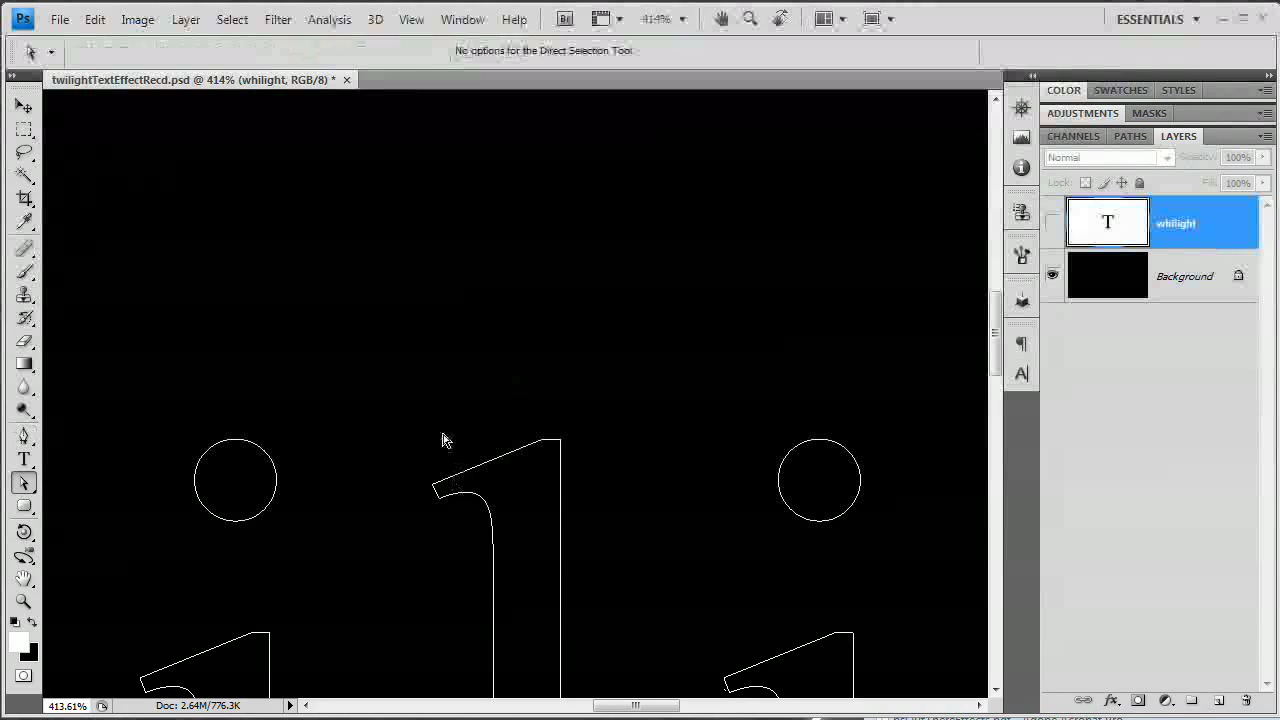 Ps File Edit Image Layer Select Filter Analysis 3D View Window Help Br 414% ESSENTIALS
No options for the Direct Selection Tool
twilightTextEffectRecd.psd @ 414% (whilight, RGB/8) *
COLOR SWATCHES STYLES
ADJUSTMENTS MASKS
CHANNELS PATHS LAYERS
Normal Opacity: 100%
Lock: Fill: 100%
T whilight
Background
A
T
413.61% Doc: 2.64M/776.3K fx